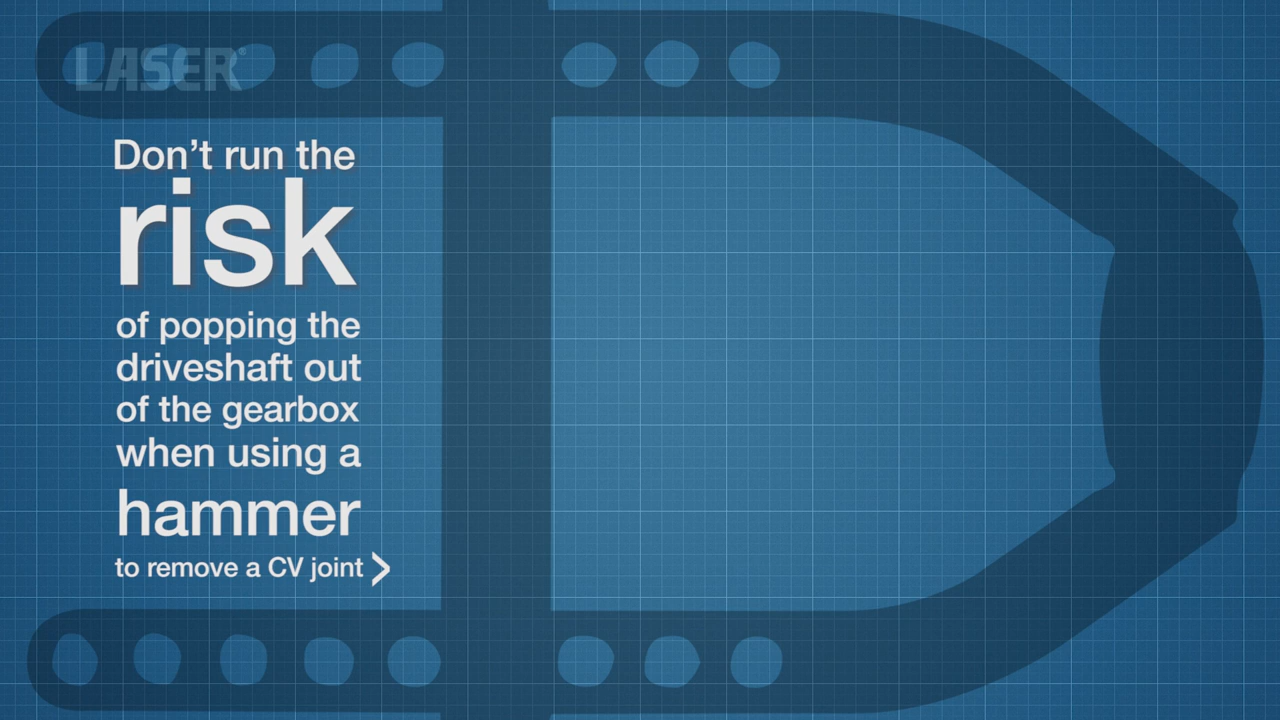 LASER®
Don't run the
risk
of popping the
driveshaft out
of the gearbox
when using a
hammer
to remove a CV joint >